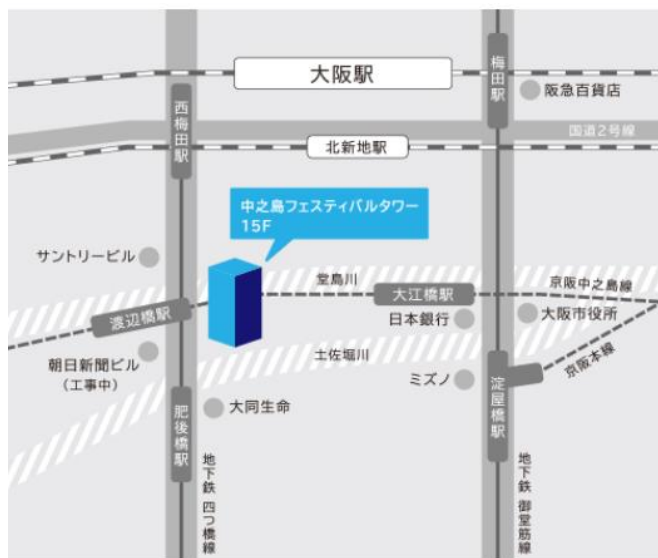 大阪駅
梅田駅
阪急百貨店
西梅田駅
国道2号線
北新地駅
中之島フェスティバルタワー
15F
サントリービル
堂島川
大江橋駅
京阪中之島線
渡辺橋駅
日本銀行
大阪市役所
朝日新聞ビル
(工事中)
土佐堀川
京阪本線
ミズノ
淀屋橋駅
肥後橋駅
大同生命
地下鉄 四つ橋線
地下鉄 御堂筋線